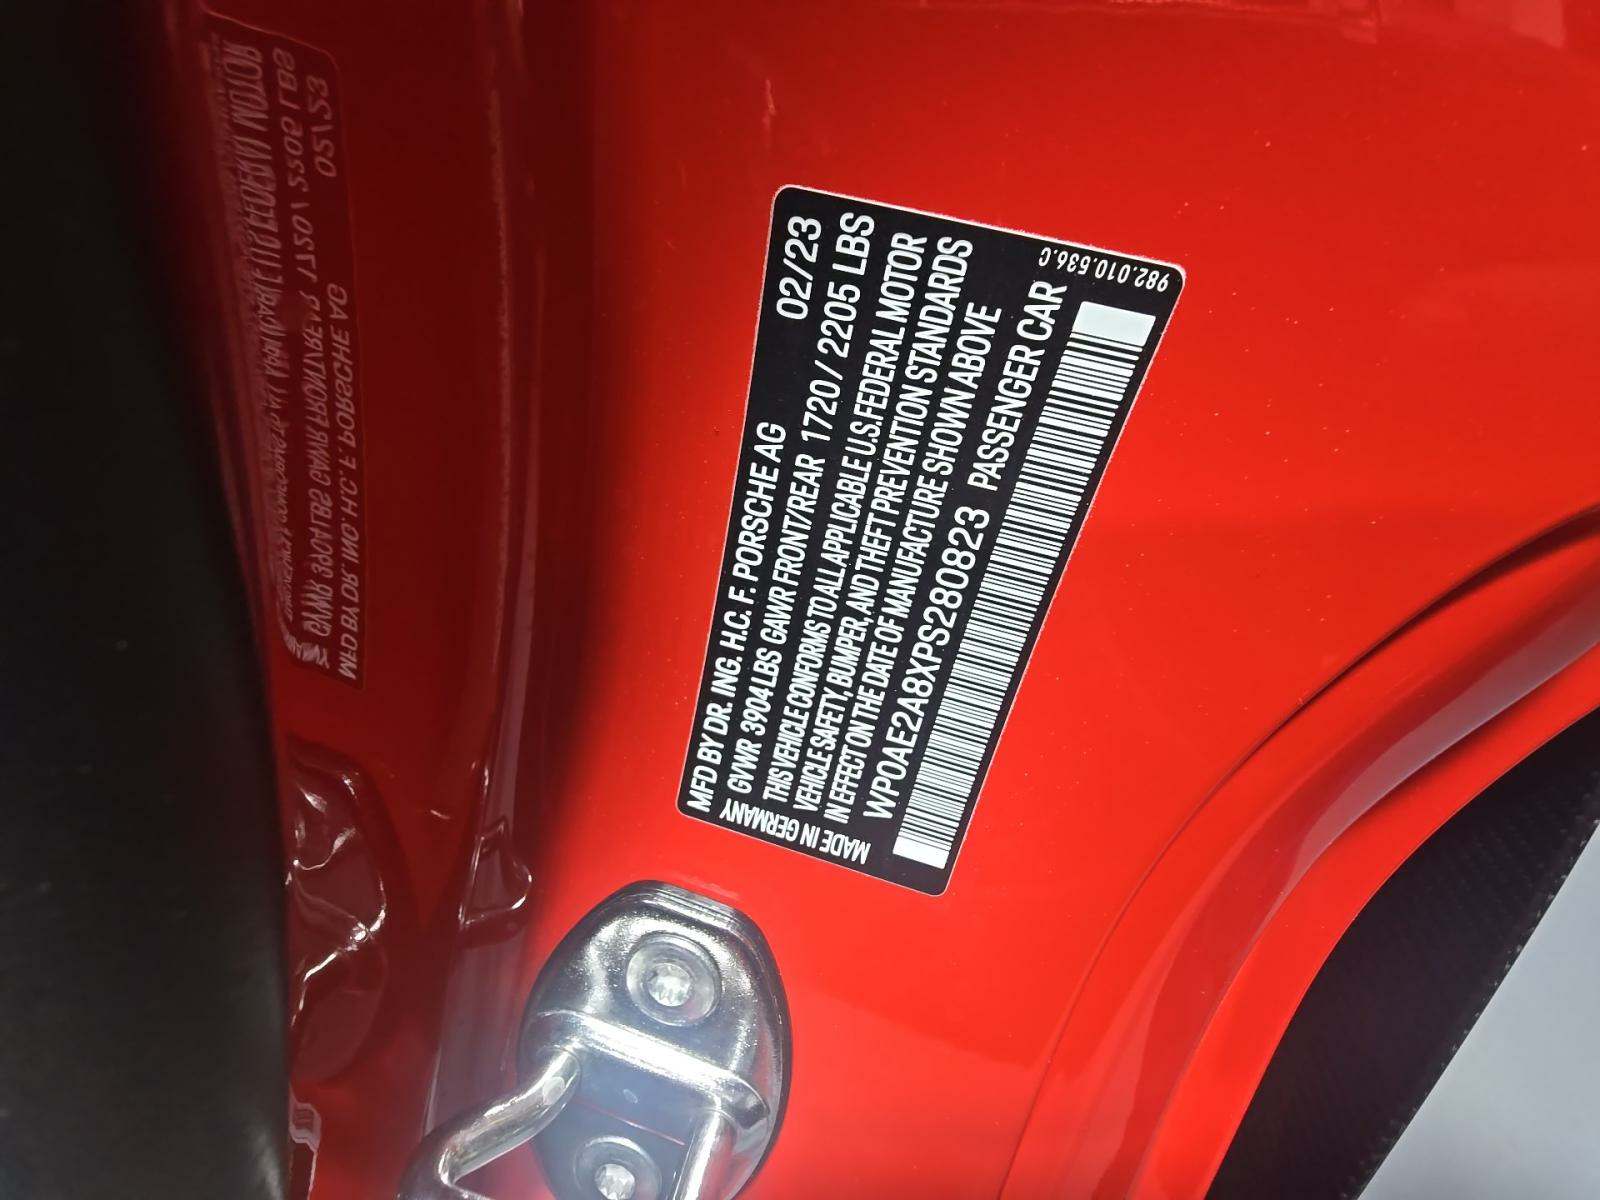 MFD BY DR. ING. H.C. F. PORSCHE AG 02/23
GVWR 3904 LBS GAWR FRONT/REAR 1720/2205 LBS
THIS VEHICLE CONFORMS TO ALL APPLICABLE U.S. FEDERAL MOTOR
VEHICLE SAFETY, BUMPER, AND THEFT PREVENTION STANDARDS
IN EFFECT ON THE DATE OF MANUFACTURE SHOWN ABOVE
WP0AE2A8XPS280823 PASSENGER CAR
MADE IN GERMANY
982.010.536.C